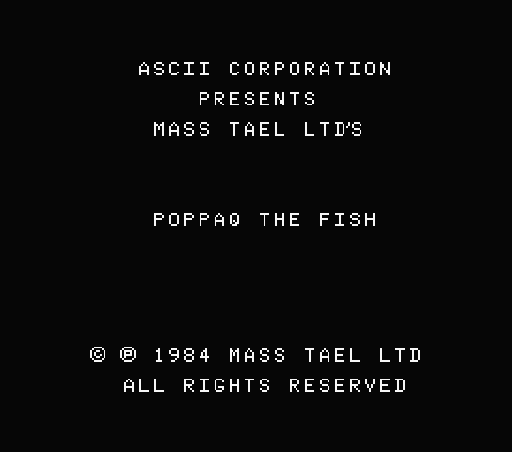 ASCII CORPORATION
PRESENTS
MASS TAEL LTD'S
POPPAQ THE FISH
© ℗ 1984 MASS TAEL LTD
ALL RIGHTS RESERVED